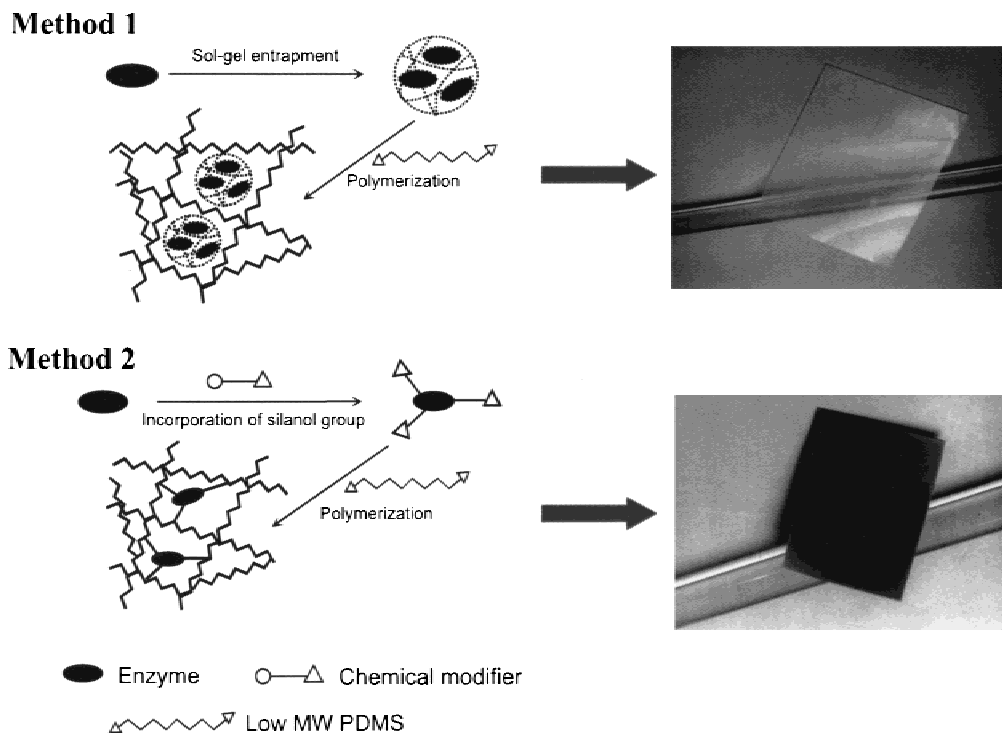 Method 1
Sol-gel entrapment
Polymerization
Method 2
Incorporation of silanol group
Polymerization
Enzyme
Chemical modifier
Low MW PDMS